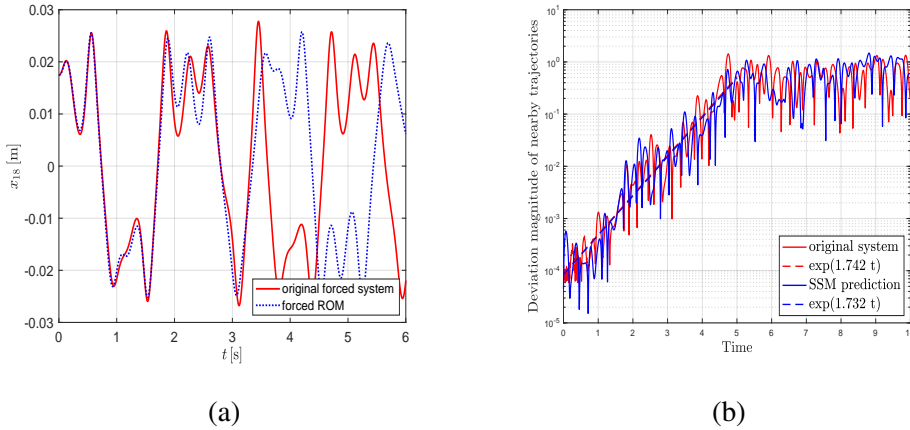 0.03
0.02
0.01
0
-0.01
-0.02
-0.03
x1s [m]
0 1 2 3 4 5 6
t [s]
original forced system
forced ROM
(a)
10^1
10^0
10^-1
10^-2
10^-3
10^-4
10^-5
Deviation magnitude of nearby trajectories
0 1 2 3 4 5 6 7 8 9 10
Time
original system
exp(1.742 t)
SSM prediction
exp(1.732 t)
(b)